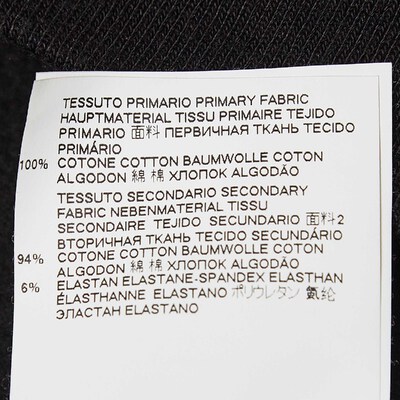 TESSUTO PRIMARIO PRIMARY FABRIC
HAUPTMATERIAL TISSU PRIMAIRE TEJIDO
PRIMARIO 面料 ПЕРВИЧНАЯ ТКАНЬ TECIDO
PRIMÁRIO
100% COTONE COTTON BAUMWOLLE COTON
ALGODON 綿 棉 ХЛОПОК ALGODÃO
TESSUTO SECONDARIO SECONDARY
FABRIC NEBENMATERIAL TISSU
SECONDAIRE TEJIDO SECUNDARIO 面料2
ВТОРИЧНАЯ ТКАНЬ TECIDO SECUNDÁRIO
94% COTONE COTTON BAUMWOLLE COTON
ALGODON 綿 棉 ХЛОПОК ALGODÃO
6% ELASTAN ELASTANE-SPANDEX ELASTHAN
ÉLASTHANNE ELASTANO ポリウレタン 氨纶
ЭЛАСТАН ELASTANO